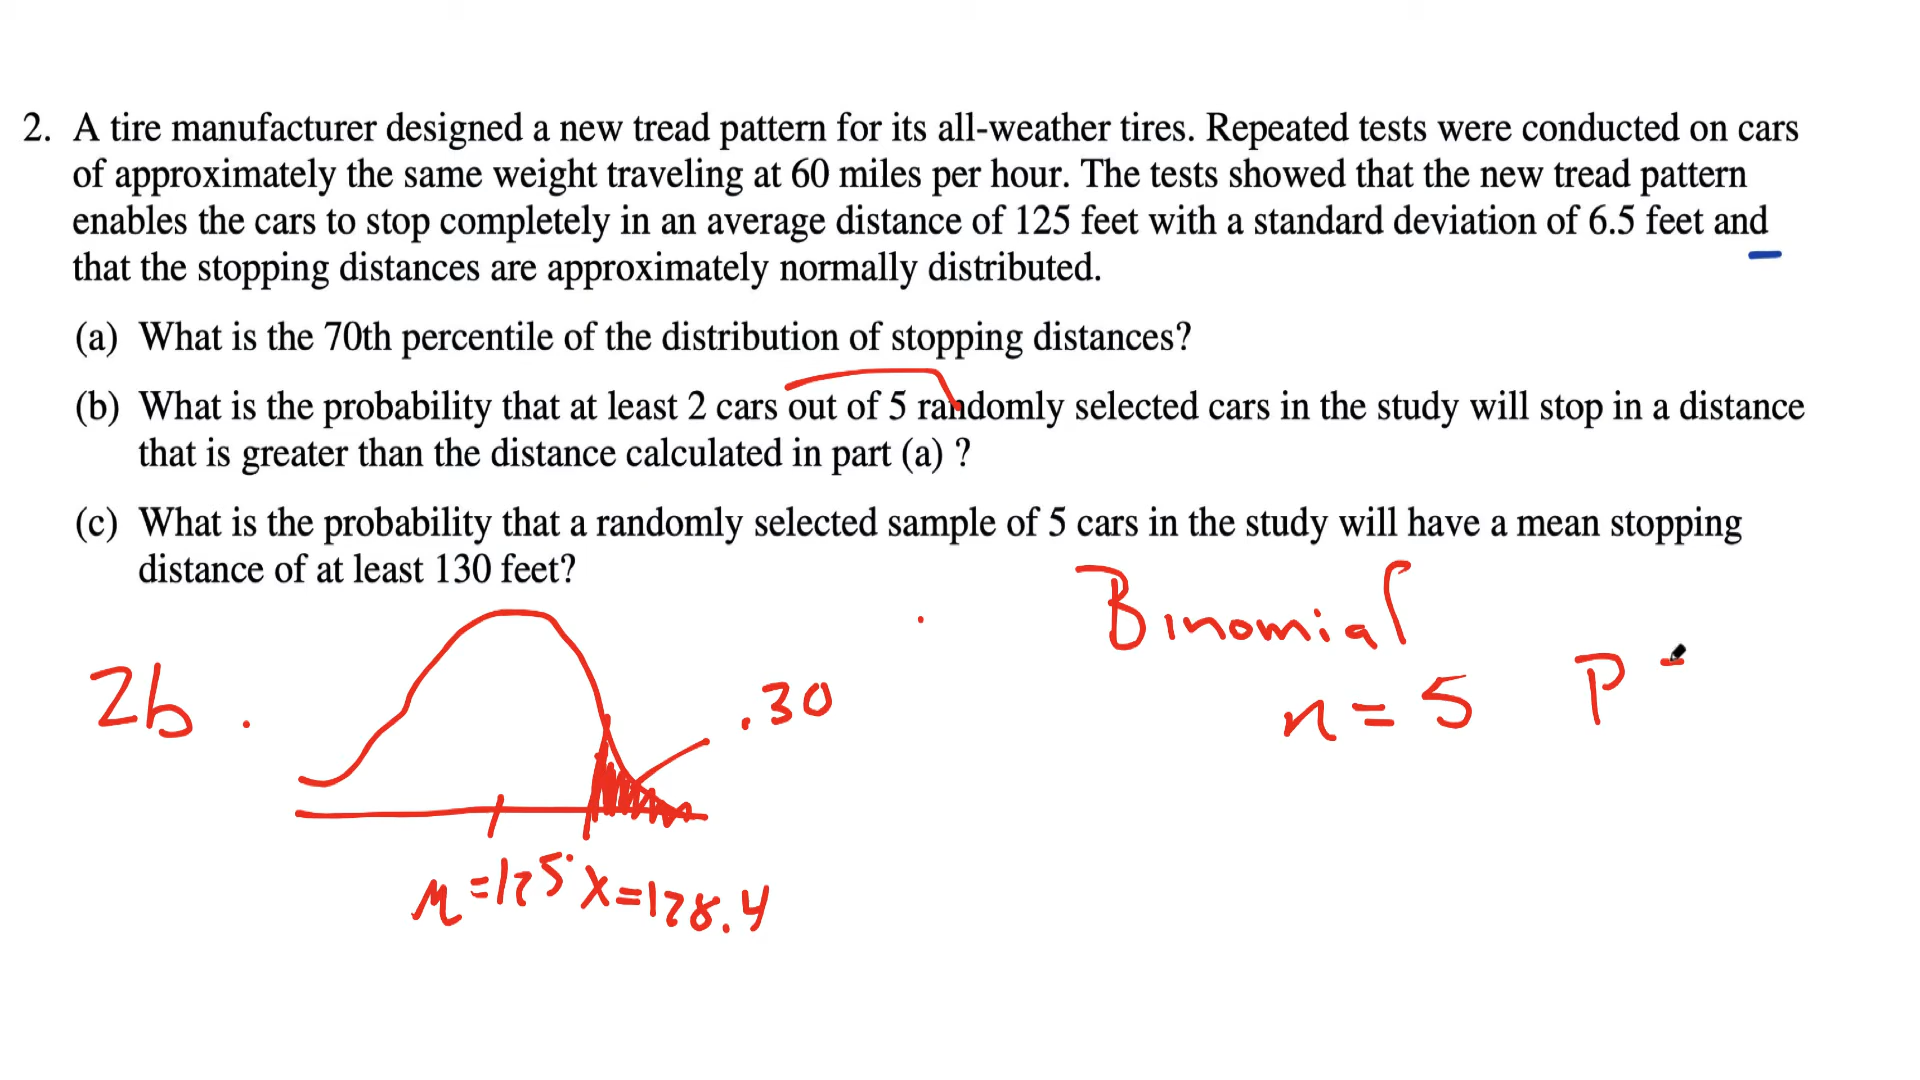 2. A tire manufacturer designed a new tread pattern for its all-weather tires. Repeated tests were conducted on cars
of approximately the same weight traveling at 60 miles per hour. The tests showed that the new tread pattern
enables the cars to stop completely in an average distance of 125 feet with a standard deviation of 6.5 feet and
that the stopping distances are approximately normally distributed.
(a) What is the 70th percentile of the distribution of stopping distances?
(b) What is the probability that at least 2 cars out of 5 randomly selected cars in the study will stop in a distance
that is greater than the distance calculated in part (a) ?
(c) What is the probability that a randomly selected sample of 5 cars in the study will have a mean stopping
distance of at least 130 feet?
Binomial
2b.
.30
n = 5 P -
μ = 125 x = 128.4